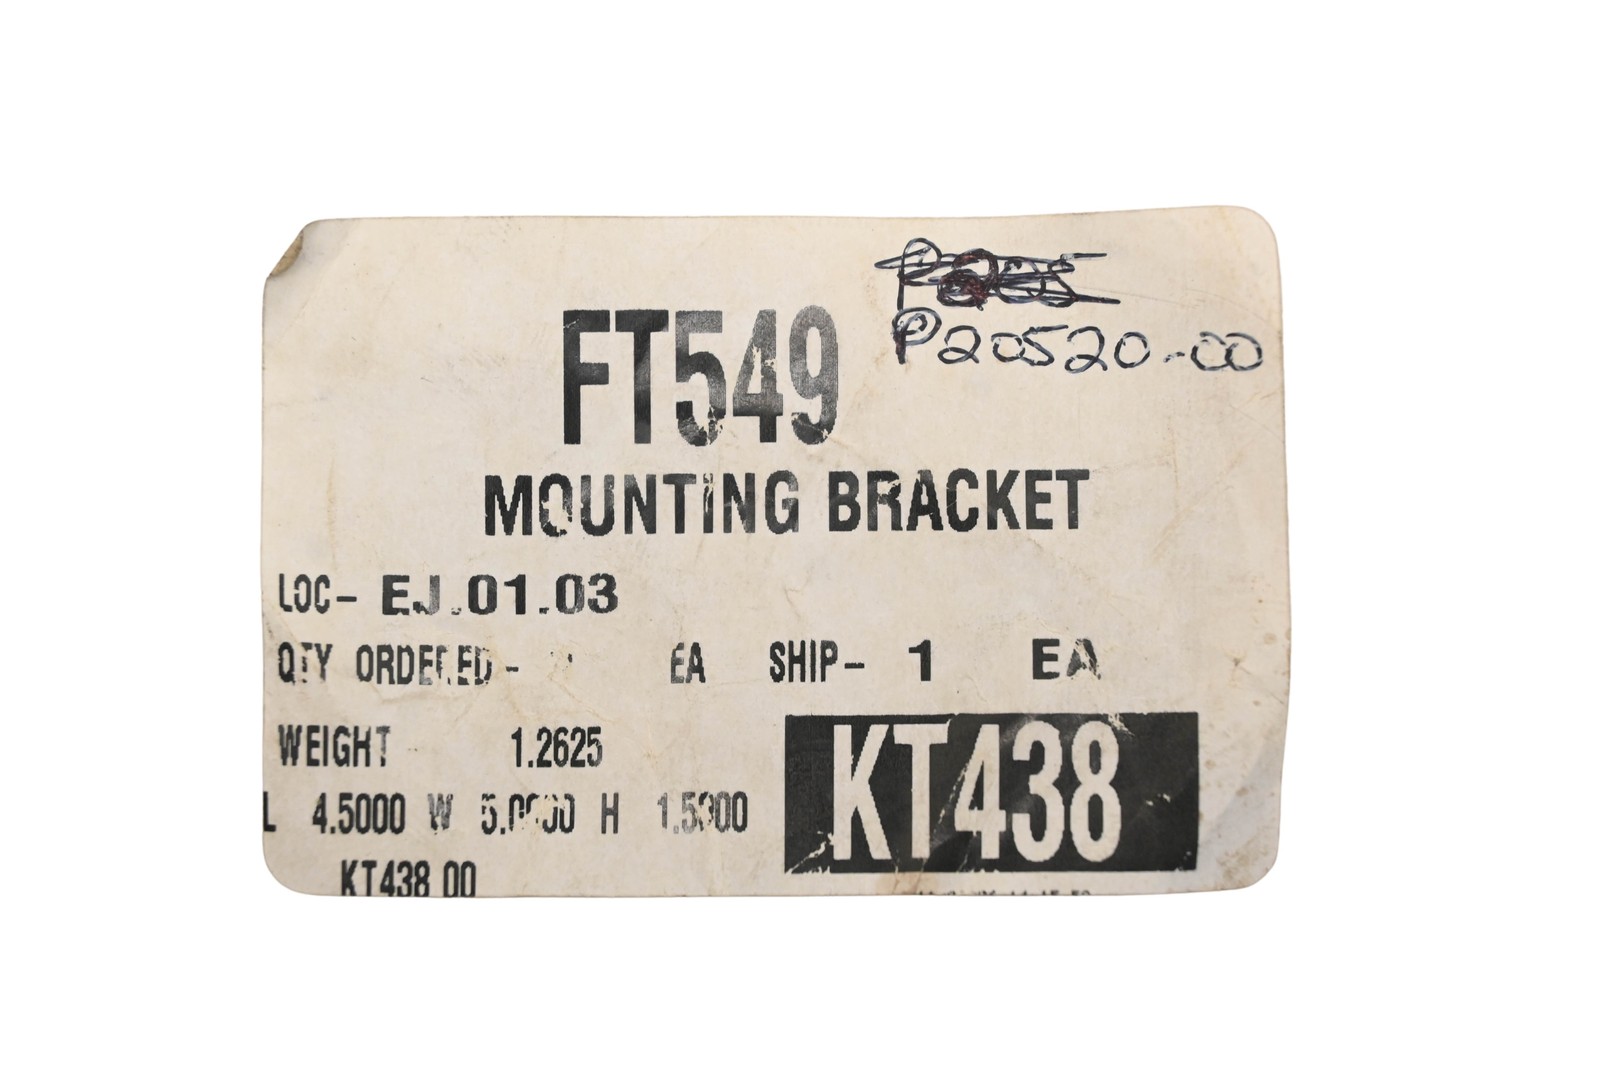 P20520-00
FT549
MOUNTING BRACKET
LOC- EJ.01.03
QTY ORDERED- EA SHIP- 1 EA
WEIGHT 1.2625
L 4.5000 W 5.0000 H 1.5000
KT438
KT438 00